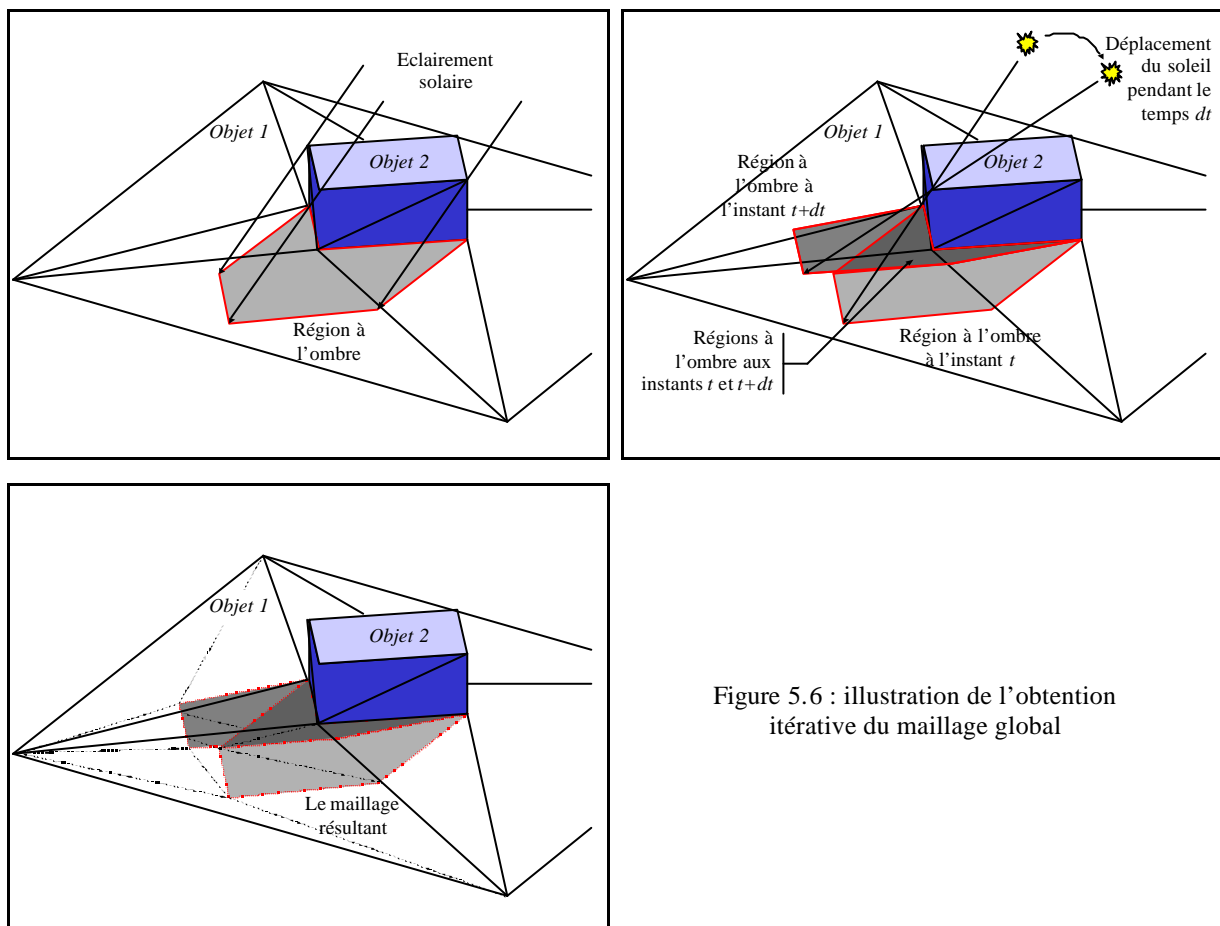 Eclairement
solaire
Objet 1
Objet 2
Région à
l’ombre
Déplacement
du soleil
pendant le
temps dt
Objet 1
Objet 2
Région à
l’ombre à
l’instant t+dt
Régions à
l’ombre aux
instants t et t+dt
Région à l’ombre
à l’instant t
Objet 1
Objet 2
Le maillage
résultant
Figure 5.6 : illustration de l’obtention
itérative du maillage global